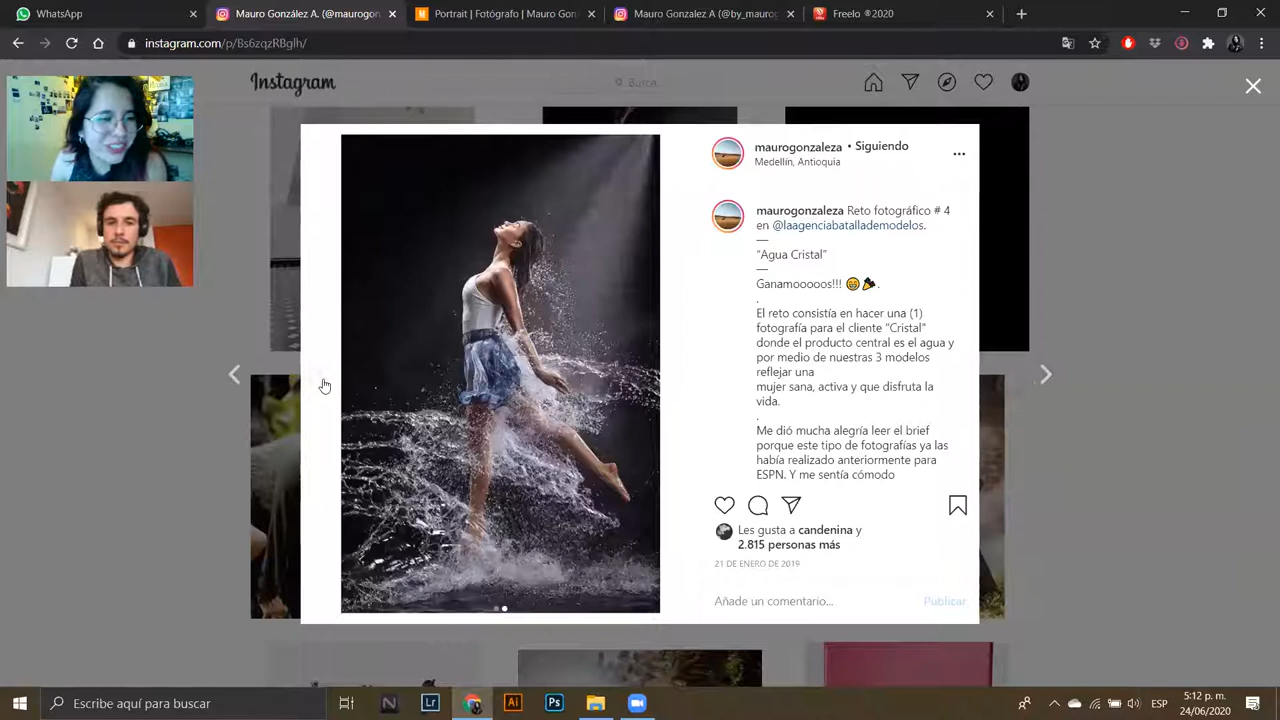 WhatsApp
Mauro González A. (@maurogon
Portrait | Fotógrafo | Mauro Gon
Mauro Gonzalez A (@by_maurog
Freelo ®2020
instagram.com/p/Bs6zqzRBglh/
Instagram
Busca...
maurogonzaleza • Siguiendo
Medellín, Antioquia
maurogonzaleza Reto fotográfico # 4
en @laagenciabatallademodelos.
—
"Agua Cristal"
—
Ganamooooos!!! 😁🎉.
.
El reto consistía en hacer una (1)
fotografía para el cliente "Cristal"
donde el producto central es el agua y
por medio de nuestras 3 modelos
reflejar una
mujer sana, activa y que disfruta la
vida.
.
Me dió mucha alegría leer el brief
porque este tipo de fotografías ya las
había realizado anteriormente para
ESPN. Y me sentía cómodo
Les gusta a candenina y
2.815 personas más
21 DE ENERO DE 2019
Añade un comentario...
Publicar
Escribe aquí para buscar
N
Lr
Ai
Ps
ESP
5:12 p. m.
24/06/2020